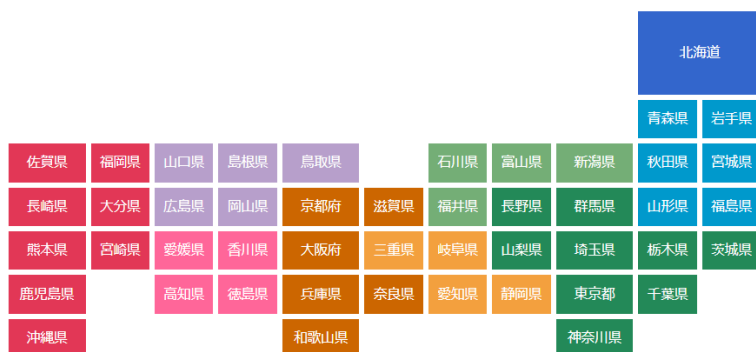 北海道
青森県 岩手県
佐賀県 福岡県 山口県 島根県 鳥取県 石川県 富山県 新潟県 秋田県 宮城県
長崎県 大分県 広島県 岡山県 京都府 滋賀県 福井県 長野県 群馬県 山形県 福島県
熊本県 宮崎県 愛媛県 香川県 大阪府 三重県 岐阜県 山梨県 埼玉県 栃木県 茨城県
鹿児島県 高知県 徳島県 兵庫県 奈良県 愛知県 静岡県 東京都 千葉県
沖縄県 和歌山県 神奈川県